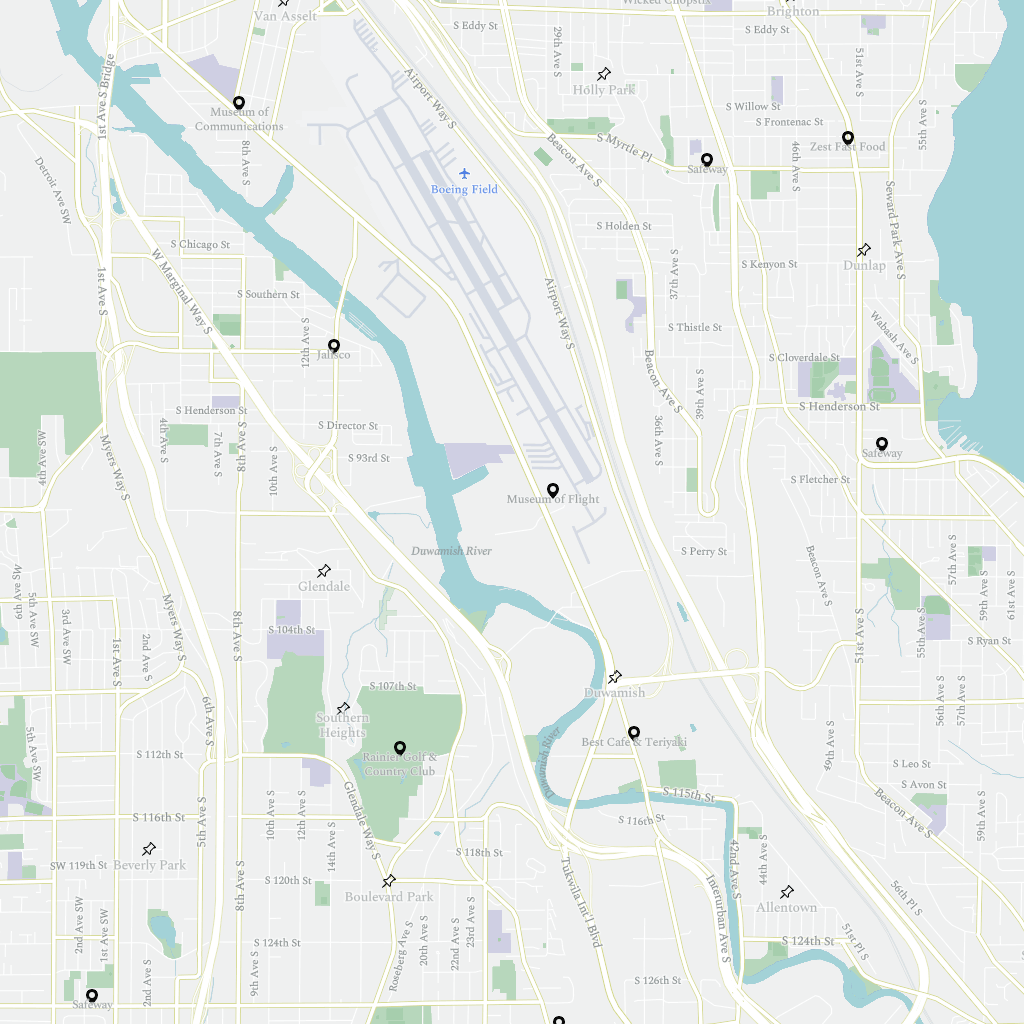 Van Asselt
S Eddy St
Wicked Chopstix
Brighton
S Eddy St
29th Ave S
51st Ave S
1st Ave S Bridge
Airport Way S
Holly Park
S Willow St
S Frontenac St
55th Ave S
Museum of
Communications
8th Ave S
Beacon Ave S
S Myrtle Pl
Safeway
46th Ave S
Zest Fast Food
Detroit Ave SW
Boeing Field
Seward Park Ave S
S Holden St
S Chicago St
W Marginal Way S
37th Ave S
S Kenyon St
Dunlap
1st Ave S
S Southern St
Airport Way S
S Thistle St
Wabash Ave S
12th Ave S
Jalisco
Beacon Ave S
39th Ave S
S Cloverdale St
S Henderson St
S Henderson St
4th Ave SW
4th Ave S
7th Ave S
8th Ave S
10th Ave S
S Director St
36th Ave S
Myers Way S
S 93rd St
Safeway
Museum of Flight
S Fletcher St
Duwamish River
S Perry St
Beacon Ave S
57th Ave S
59th Ave S
61st Ave S
6th Ave SW
5th Ave SW
3rd Ave SW
Glendale
Myers Way S
1st Ave S
2nd Ave S
8th Ave S
S 104th St
51st Ave S
55th Ave S
S Ryan St
S 107th St
Duwamish
56th Ave S
57th Ave S
Southern
Heights
6th Ave S
5th Ave SW
S 112th St
Rainier Golf &
Country Club
Best Cafe & Teriyaki
Duwamish River
49th Ave S
S Leo St
S Avon St
Glendale Way S
S 115th St
Beacon Ave S
S 116th St
5th Ave S
10th Ave S
12th Ave S
14th Ave S
S 116th St
59th Ave S
Beverly Park
SW 119th St
S 118th St
S 120th St
8th Ave S
Boulevard Park
Tukwila Int'l Blvd
42nd Ave S
44th Ave S
Interurban Ave S
Allentown
56th Pl S
2nd Ave SW
1st Ave SW
S 124th St
Roseberg Ave S
20th Ave S
22nd Ave S
23rd Ave S
S 124th St
51st Pl S
2nd Ave S
9th Ave S
S 126th St
Safeway